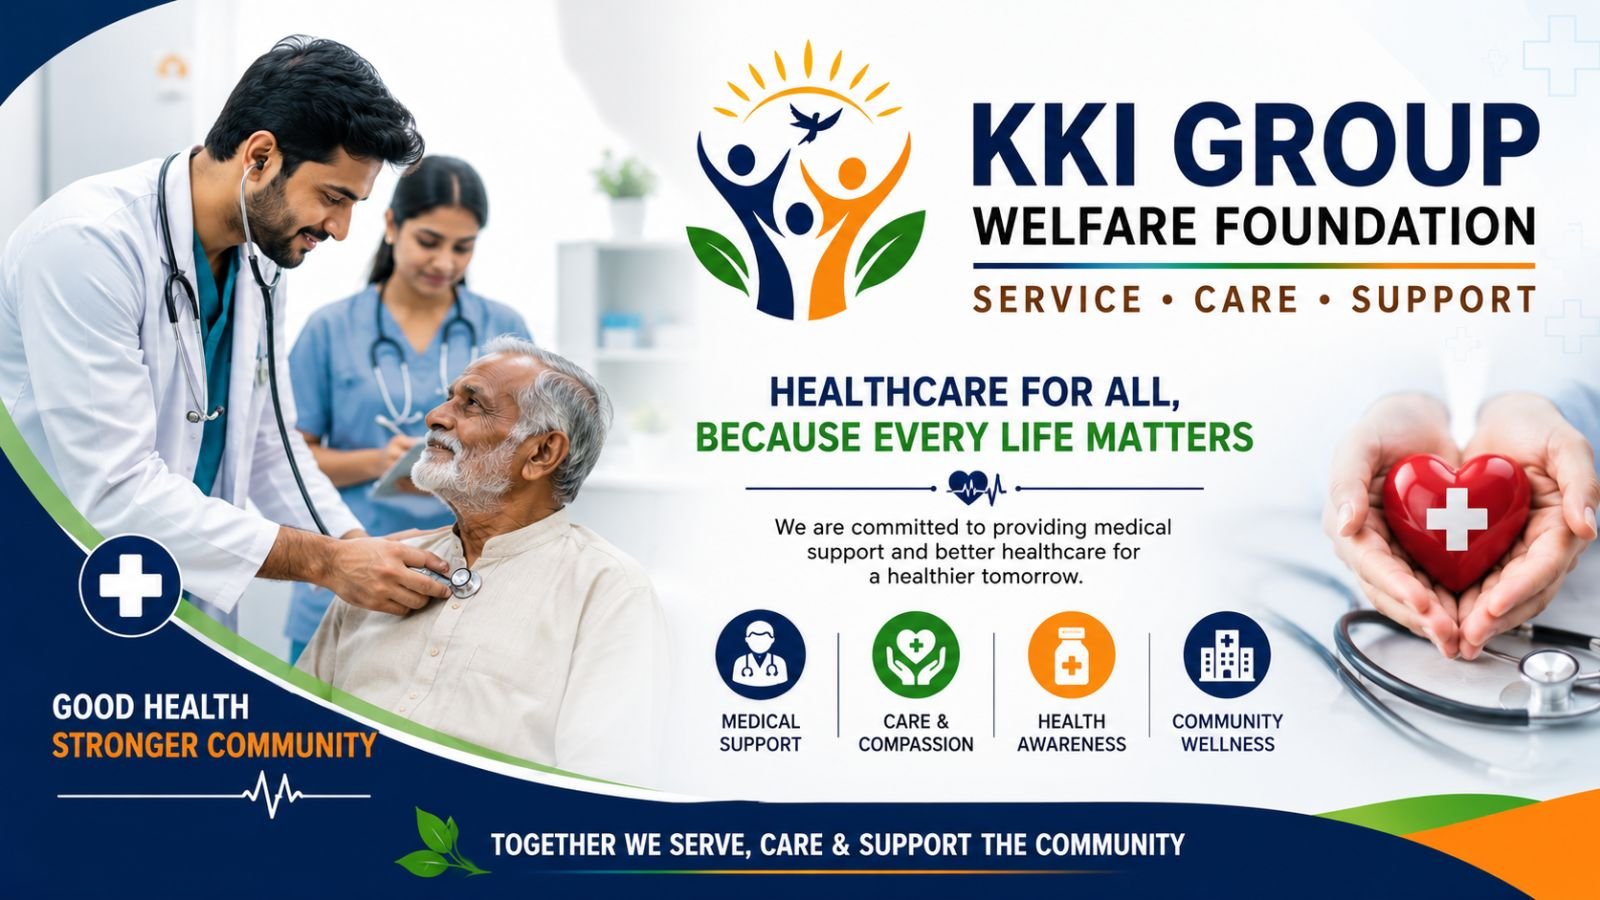 KKI GROUP
WELFARE FOUNDATION
SERVICE • CARE • SUPPORT
HEALTHCARE FOR ALL,
BECAUSE EVERY LIFE MATTERS
We are committed to providing medical
support and better healthcare for
a healthier tomorrow.
MEDICAL
SUPPORT
CARE &
COMPASSION
HEALTH
AWARENESS
COMMUNITY
WELLNESS
GOOD HEALTH
STRONGER COMMUNITY
TOGETHER WE SERVE, CARE & SUPPORT THE COMMUNITY